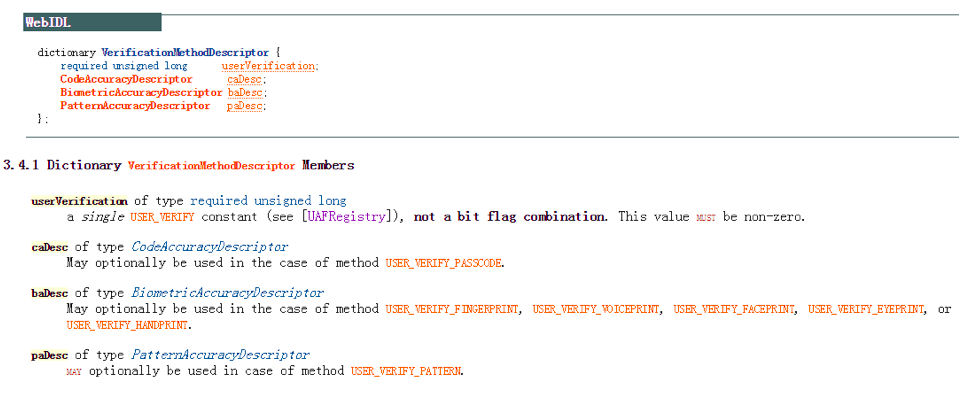 WebIDL
dictionary VerificationMethodDescriptor {
required unsigned long userVerification;
CodeAccuracyDescriptor caDesc;
BiometricAccuracyDescriptor baDesc;
PatternAccuracyDescriptor paDesc;
};
3.4.1 Dictionary VerificationMethodDescriptor Members
userVerification of type required unsigned long
a single USER_VERIFY constant (see [UAFRegistry]), not a bit flag combination. This value MUST be non-zero.
caDesc of type CodeAccuracyDescriptor
May optionally be used in the case of method USER_VERIFY_PASSCODE.
baDesc of type BiometricAccuracyDescriptor
May optionally be used in the case of method USER_VERIFY_FINGERPRINT, USER_VERIFY_VOICEPRINT, USER_VERIFY_FACEPRINT, USER_VERIFY_EYEPRINT, or
USER_VERIFY_HANDPRINT.
paDesc of type PatternAccuracyDescriptor
MAY optionally be used in case of method USER_VERIFY_PATTERN.